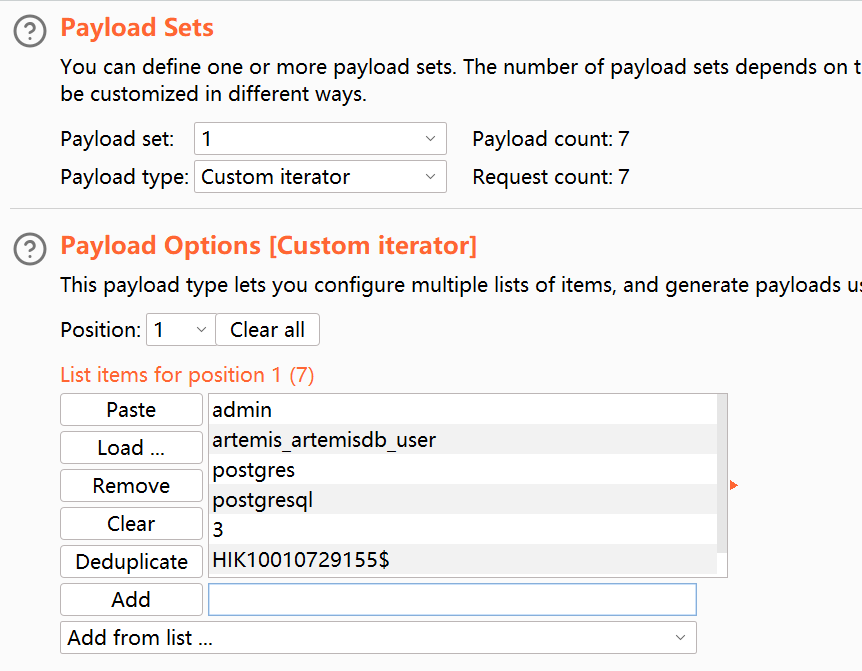 Payload Sets
You can define one or more payload sets. The number of payload sets depends on
be customized in different ways.
Payload set: 1 Payload count: 7
Payload type: Custom iterator Request count: 7
Payload Options [Custom iterator]
This payload type lets you configure multiple lists of items, and generate payloads
Position: 1 Clear all
List items for position 1 (7)
Paste
Load ...
Remove
Clear
Deduplicate
admin
artemis_artemisdb_user
postgres
postgresql
3
HIK10010729155$
Add
Add from list ...